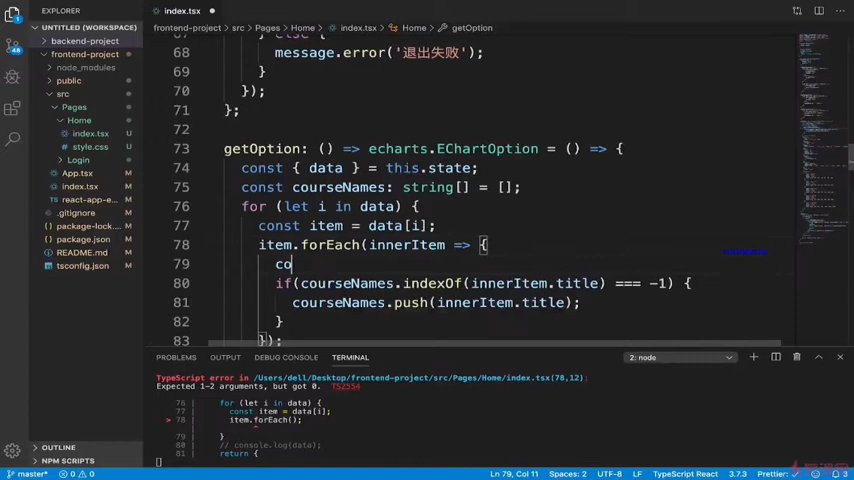 EXPLORER
index.tsx
UNTITLED (WORKSPACE)
frontend-project > src > Pages > Home > index.tsx > Home > getOption
backend-project
frontend-project
node_modules
public
src
Pages
Home
index.tsx U
style.css U
Login
App.tsx M
index.tsx M
react-app-e... M
.gitignore M
package-lock... M
package.json M
README.md M
tsconfig.json M
1
48
68 message.error('退出失败');
69 }
70 });
71 };
72
73 getOption: () => echarts.EChartOption = () => {
74 const { data } = this.state;
75 const courseNames: string[] = [];
76 for (let i in data) {
77 const item = data[i];
78 item.forEach(innerItem => {
79 co
80 if(courseNames.indexOf(innerItem.title) === -1) {
81 courseNames.push(innerItem.title);
82 }
83 });
PROBLEMS OUTPUT DEBUG CONSOLE TERMINAL 2: node
TypeScript error in /Users/dell/Desktop/frontend-project/src/Pages/Home/index.tsx(78,12):
Expected 1-2 arguments, but got 0. TS2554
76 | for (let i in data) {
77 | const item = data[i];
> 78 | item.forEach();
| ^
79 | }
80 | // console.log(data);
81 | return {
OUTLINE
NPM SCRIPTS
master* 0 0 Ln 79, Col 11 Spaces: 2 UTF-8 LF TypeScript React 3.7.3 Prettier: ✓ 3